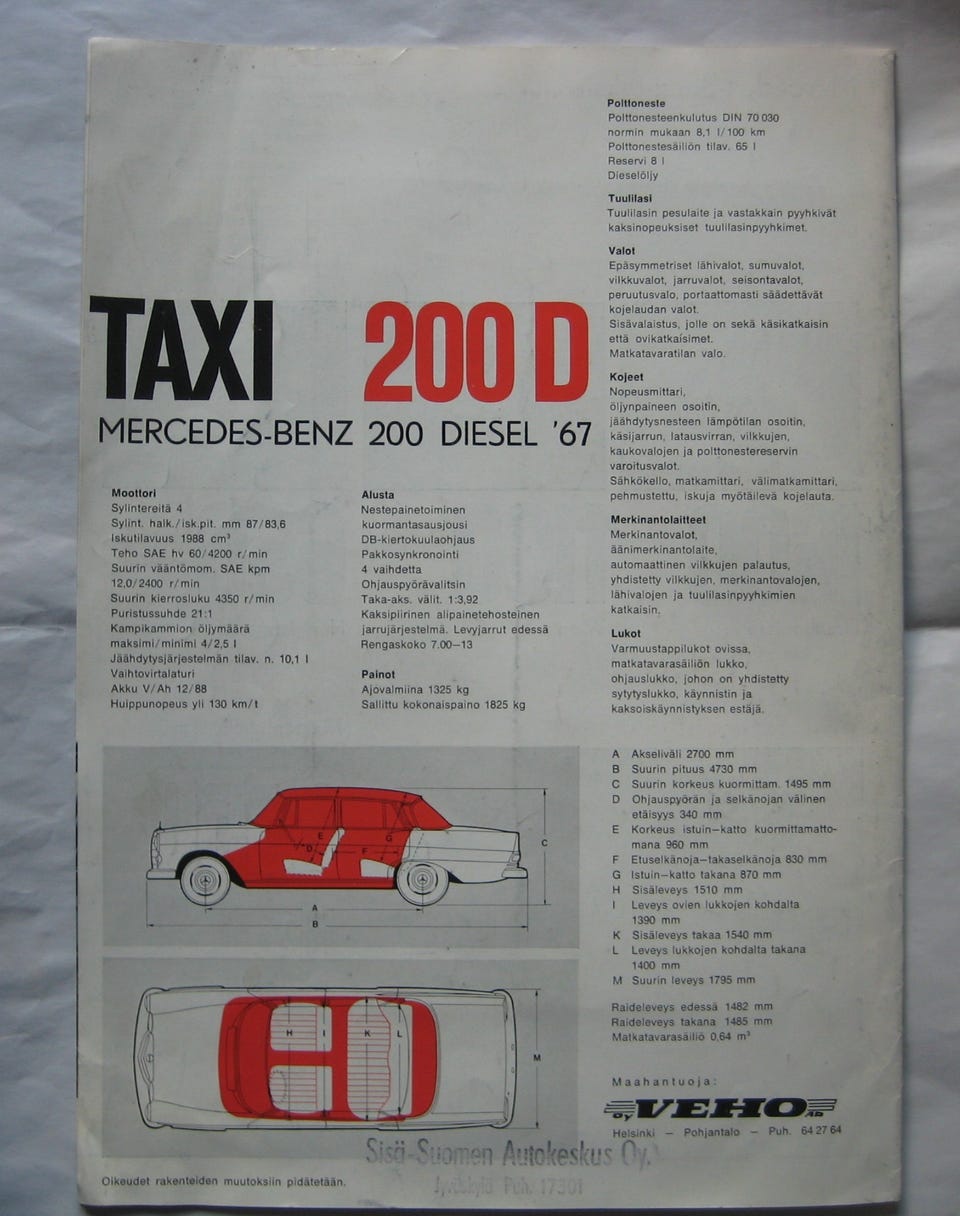 TAXI 200 D
MERCEDES-BENZ 200 DIESEL '67
Moottori
Sylintereitä 4
Sylint. halk./isk.pit. mm 87/83,6
Iskutilavuus 1988 cm³
Teho SAE hv 60/4200 r/min
Suurin vääntömom. SAE kpm
12,0/2400 r/min
Suurin kierrosluku 4350 r/min
Puristussuhde 21:1
Kampikammion öljymäärä
maksimi/minimi 4/2,5 l
Jäähdytysjärjestelmän tilav. n. 10,1 l
Vaihtovirtalaturi
Akku V/Ah 12/88
Huippunopeus yli 130 km/t
Alusta
Nestepainetoiminen
kuormantasausjousi
DB-kiertokuulaohjaus
Pakkosynkronointi
4 vaihdetta
Ohjauspyörävalitsin
Taka-aks. välit. 1:3,92
Kaksipiirinen alipainetehosteinen
jarrujärjestelmä. Levyjarrut edessä
Rengaskoko 7.00—13
Painot
Ajovalmiina 1325 kg
Sallittu kokonaispaino 1825 kg
Polttoneste
Polttonesteenkulutus DIN 70 030
normin mukaan 8,1 l/100 km
Polttonestesäiliön tilav. 65 l
Reservi 8 l
Dieselöljy
Tuulilasi
Tuulilasin pesulaite ja vastakkain pyyhkivät
kaksinopeuksiset tuulilasinpyyhkimet.
Valot
Epäsymmetriset lähivalot, sumuvalot,
vilkkuvalot, jarruvalot, seisontavalot,
peruutusvalo, portaattomasti säädettävät
kojelaudan valot.
Sisävalaistus, jolle on sekä käsikatkaisin
että ovikatkaisimet.
Matkatavaratilan valo.
Kojeet
Nopeusmittari,
öljynpaineen osoitin,
jäähdytysnesteen lämpötilan osoitin,
käsijarrun, latausvirran, vilkkujen,
kaukovalojen ja polttonestereservin
varoitusvalot.
Sähkökello, matkamittari, välimatkamittari,
pehmustettu, iskuja myötäilevä kojelauta.
Merkinantolaitteet
Merkinantovalot,
äänimerkinantolaite,
automaattinen vilkkujen palautus,
yhdistetty vilkkujen, merkinantovalojen,
lähivalojen ja tuulilasinpyyhkimien
katkaisin.
Lukot
Varmuustappilukot ovissa,
matkatavarasäiliön lukko,
ohjauslukko, johon on yhdistetty
sytytyslukko, käynnistin ja
kaksoiskäynnistyksen estäjä.
A Akseliväli 2700 mm
B Suurin pituus 4730 mm
C Suurin korkeus kuormittam. 1495 mm
D Ohjauspyörän ja selkänojan välinen
etäisyys 340 mm
E Korkeus istuin—katto kuormittamatto-
mana 960 mm
F Etuselkänoja—takaselkänoja 830 mm
G Istuin—katto takana 870 mm
H Sisäleveys 1510 mm
I Leveys ovien lukkojen kohdalta
1390 mm
K Sisäleveys takaa 1540 mm
L Leveys lukkojen kohdalta takana
1400 mm
M Suurin leveys 1795 mm
Raideleveys edessä 1482 mm
Raideleveys takana 1485 mm
Matkatavarasäiliö 0,64 m³
E
D
G
F
C
A
B
H I K L
M
Maahantuoja:
OY VEHO AB
Helsinki — Pohjantalo — Puh. 64 27 64
Sisä-Suomen Autokeskus Oy.
Jyväskylä Puh. 17301
Oikeudet rakenteiden muutoksiin pidätetään.